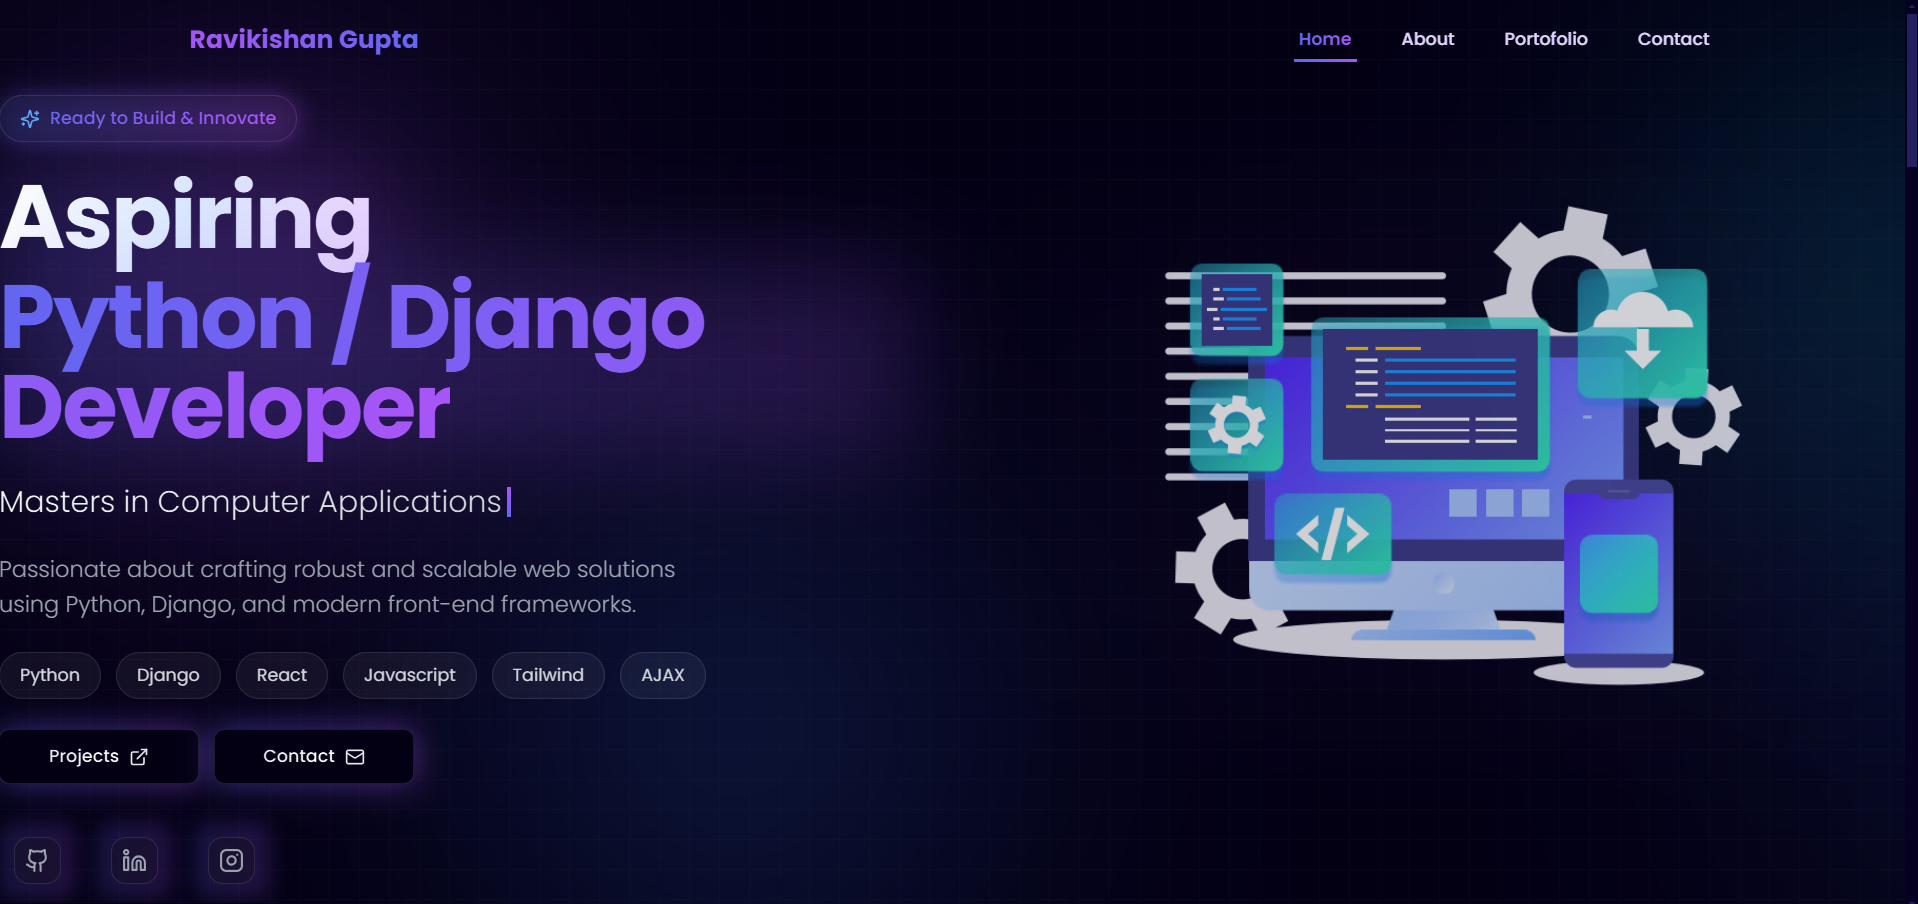 Ravikishan Gupta
Home About Portofolio Contact
Ready to Build & Innovate
Aspiring
Python / Django
Developer
Masters in Computer Applications
Passionate about crafting robust and scalable web solutions
using Python, Django, and modern front-end frameworks.
Python Django React Javascript Tailwind AJAX
Projects Contact